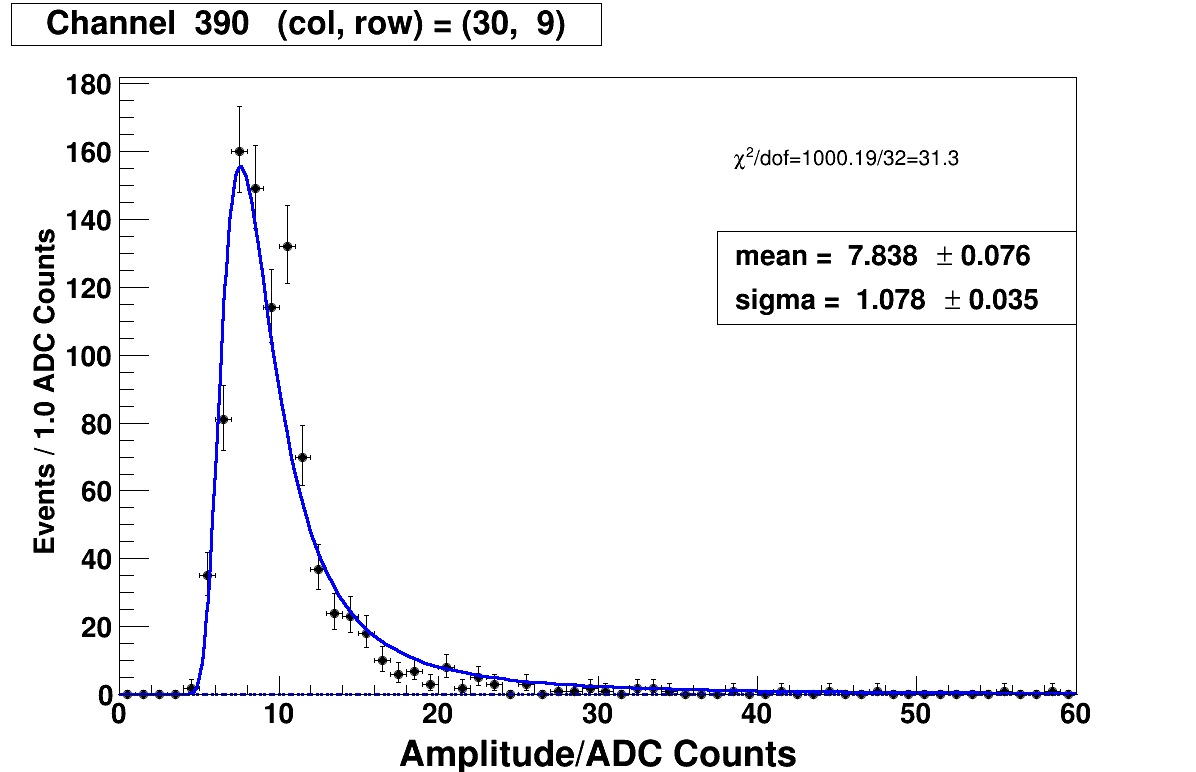 Channel 390 (col, row) = (30, 9)
180
160
140
120
100
80
60
40
20
0
Events / 1.0 ADC Counts
χ²/dof=1000.19/32=31.3
mean = 7.838 ± 0.076
sigma = 1.078 ± 0.035
0 10 20 30 40 50 60
Amplitude/ADC Counts